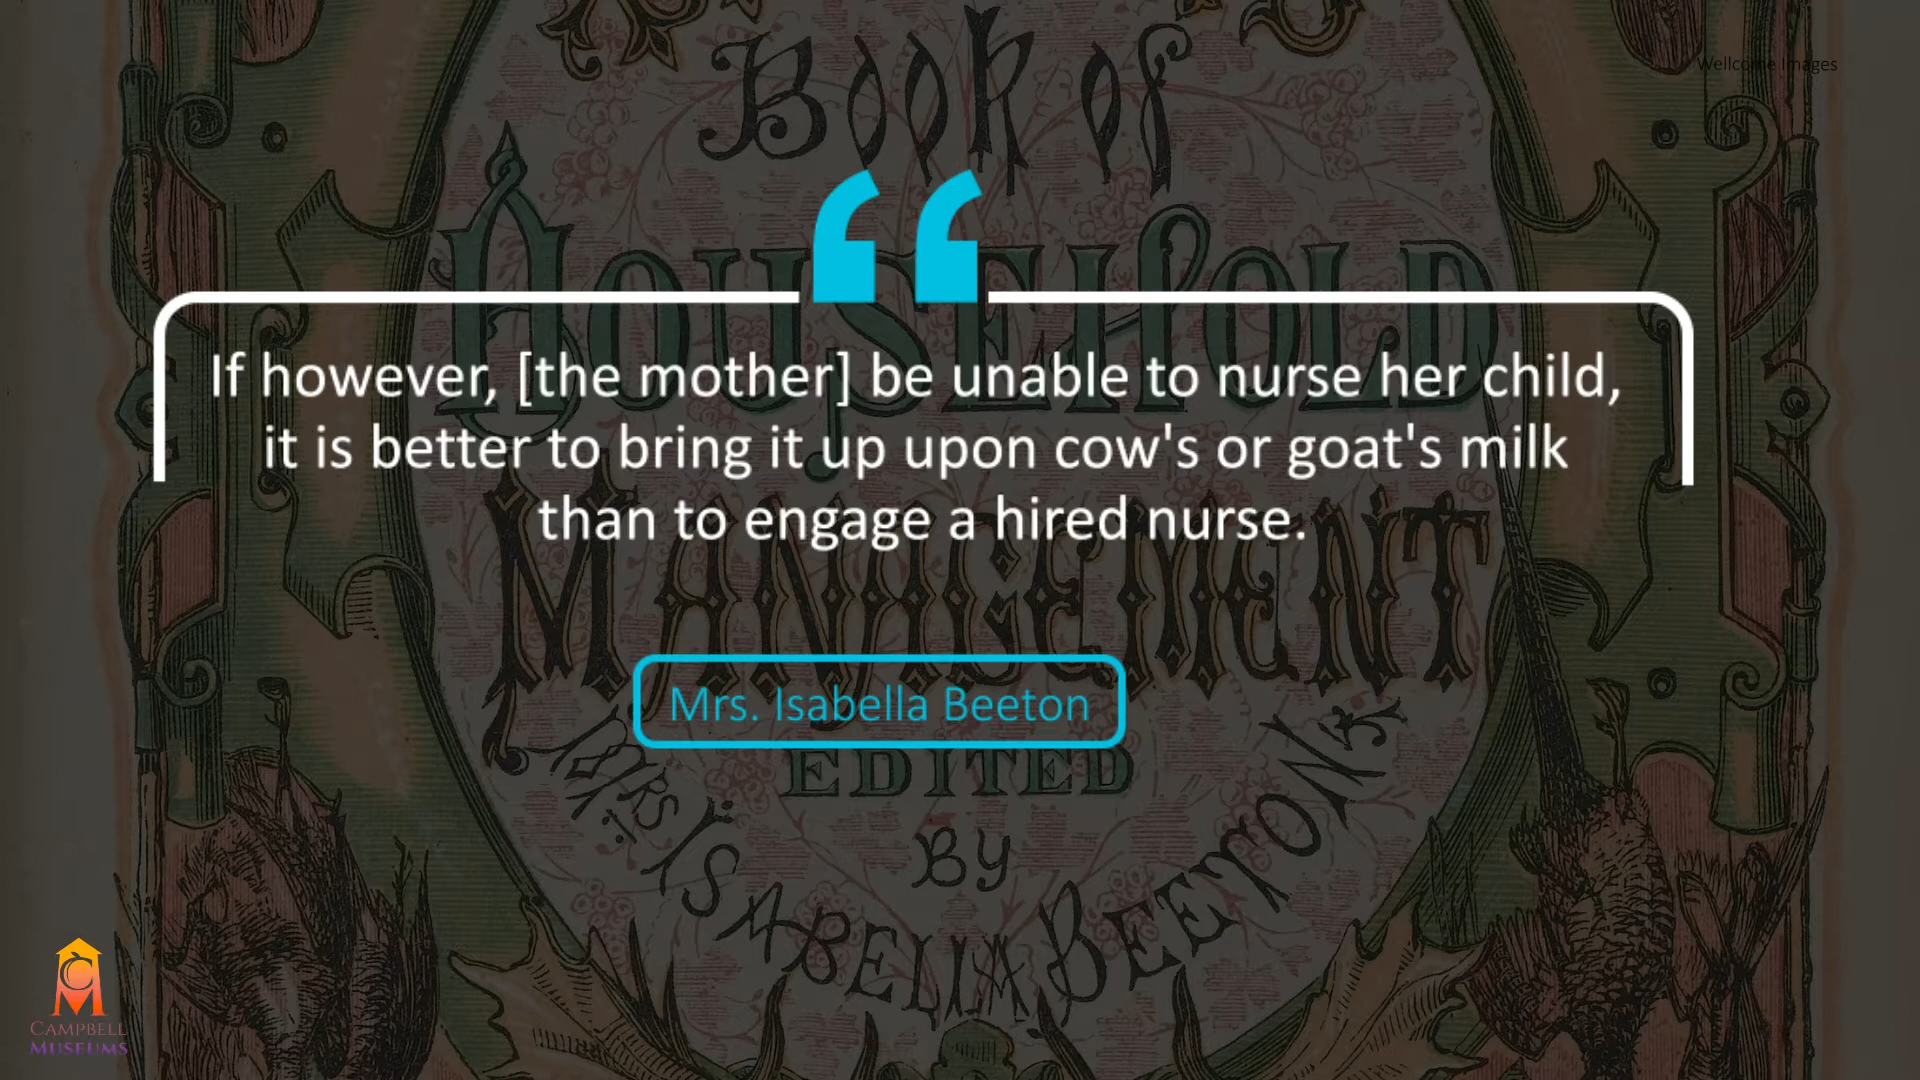 Book of
Wellcome Images
Household
If however, [the mother] be unable to nurse her child,
it is better to bring it up upon cow's or goat's milk
than to engage a hired nurse.
Management
Mrs. Isabella Beeton
EDITED
BY
MRS ISABELLA BEETON
CAMPBELL
MUSEUMS